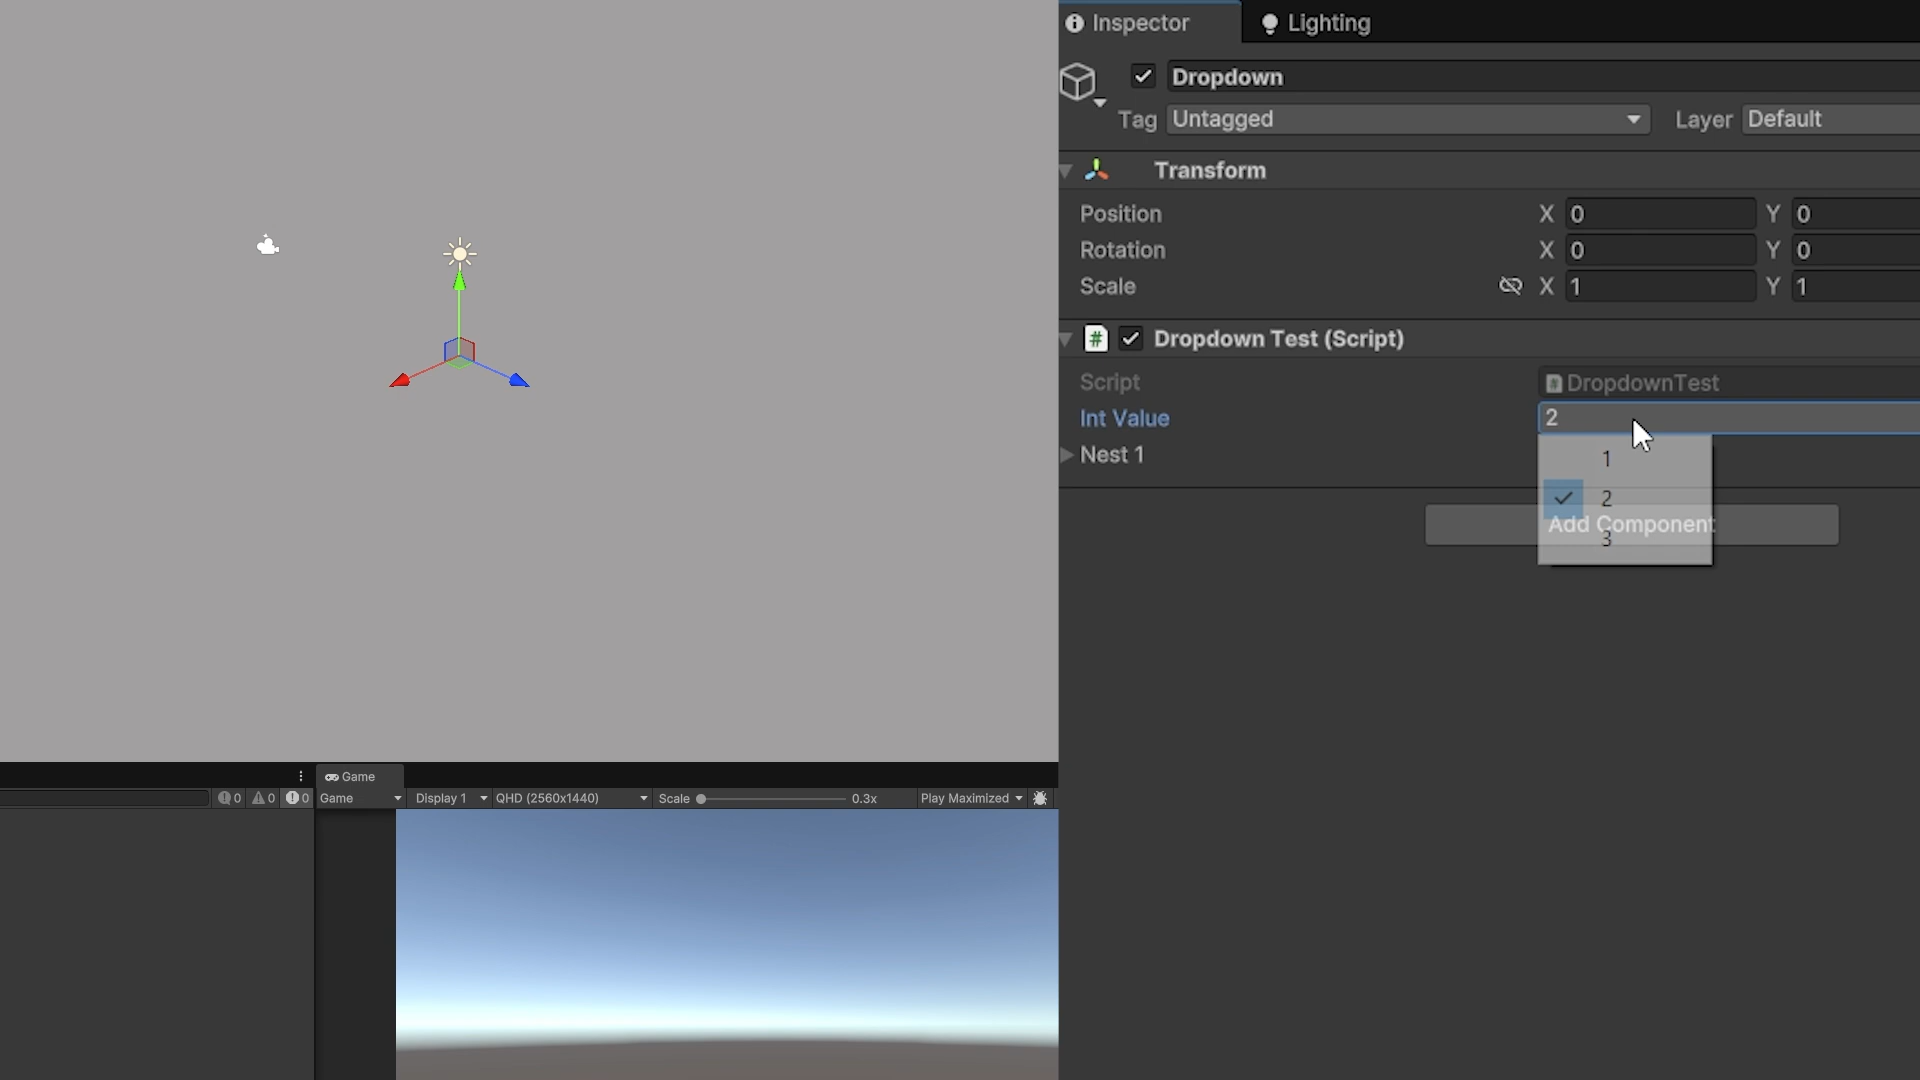 Inspector
Lighting
Dropdown
Tag Untagged Layer Default
Transform
Position X 0 Y 0
Rotation X 0 Y 0
Scale X 1 Y 1
# Dropdown Test (Script)
Script # DropdownTest
Int Value 2
Nest 1
1
2
Add Component
3
Game
0 0 0 Game Display 1 QHD (2560x1440) Scale 0.3x Play Maximized